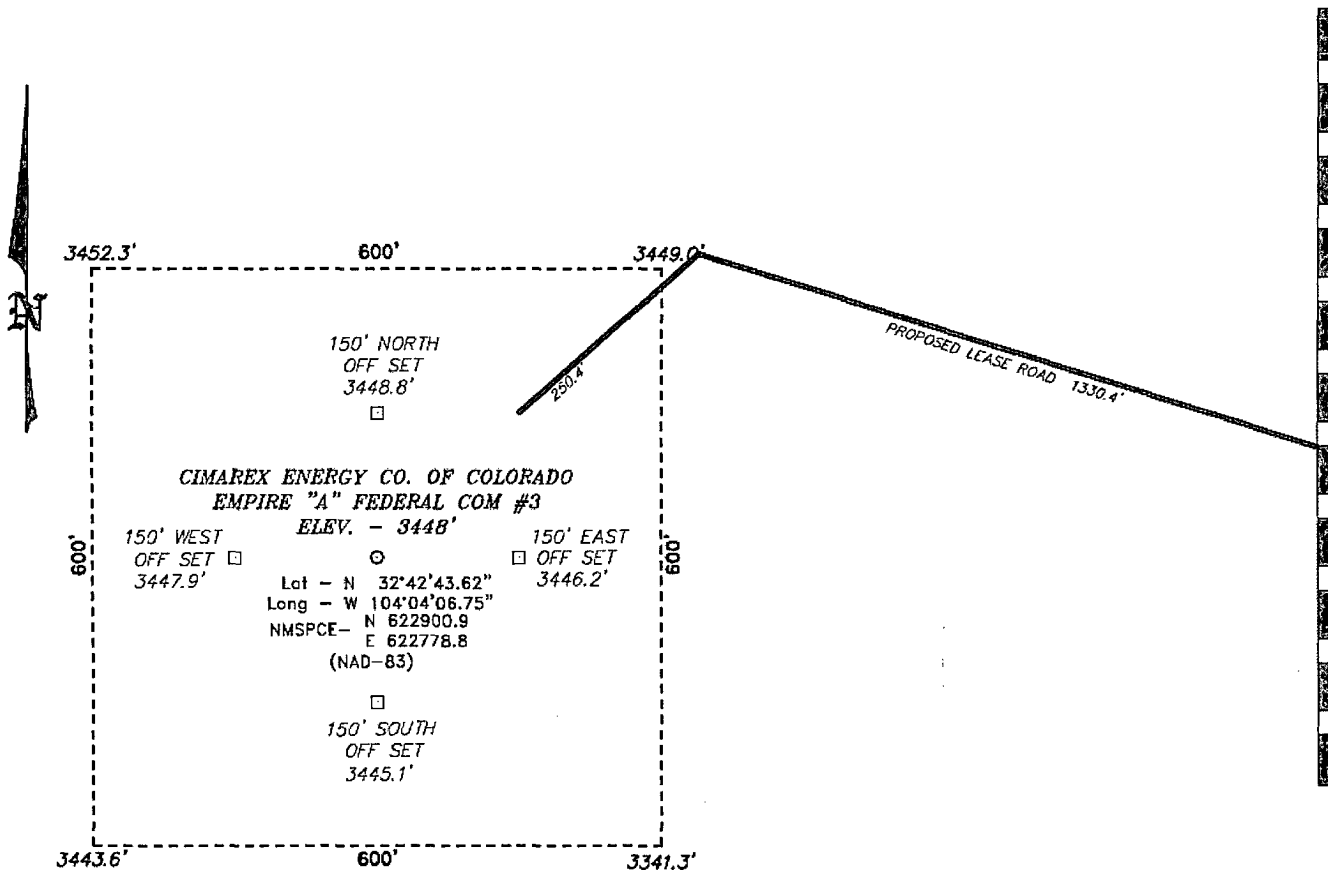 3452.3'
600'
3449.0'
N
150' NORTH
OFF SET
3448.8'
250.4'
PROPOSED LEASE ROAD 1330.4'
CIMAREX ENERGY CO. OF COLORADO
EMPIRE "A" FEDERAL COM #3
ELEV. - 3448'
600'
150' WEST
OFF SET
3447.9'
150' EAST
OFF SET
3446.2'
600'
Lat - N 32°42'43.62"
Long - W 104°04'06.75"
NMSPCE- N 622900.9
E 622778.8
(NAD-83)
150' SOUTH
OFF SET
3445.1'
3443.6'
600'
3341.3'